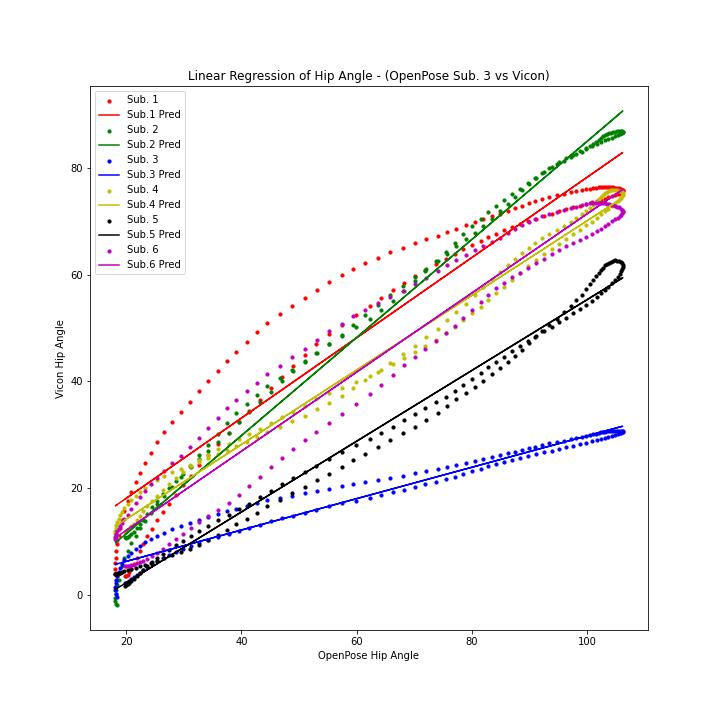 Linear Regression of Hip Angle - (OpenPose Sub. 3 vs Vicon)
Sub. 1
Sub.1 Pred
Sub. 2
Sub.2 Pred
Sub. 3
Sub.3 Pred
Sub. 4
Sub.4 Pred
Sub. 5
Sub.5 Pred
Sub. 6
Sub.6 Pred
Vicon Hip Angle
80
60
40
20
0
20 40 60 80 100
OpenPose Hip Angle